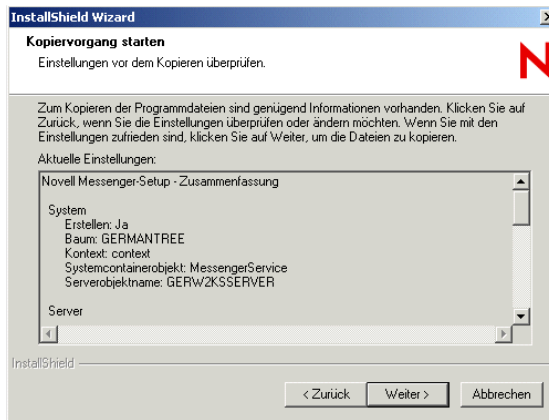 InstallShield Wizard
Kopiervorgang starten
Einstellungen vor dem Kopieren überprüfen.
N
Zum Kopieren der Programmdateien sind genügend Informationen vorhanden. Klicken Sie auf
Zurück, wenn Sie die Einstellungen überprüfen oder ändern möchten. Wenn Sie mit den
Einstellungen zufrieden sind, klicken Sie auf Weiter, um die Dateien zu kopieren.
Aktuelle Einstellungen:
Novell Messenger-Setup - Zusammenfassung
System
Erstellen: Ja
Baum: GERMANTREE
Kontext: context
Systemcontainerobjekt: MessengerService
Serverobjektname: GERW2KSSERVER
Server
InstallShield
< Zurück
Weiter >
Abbrechen